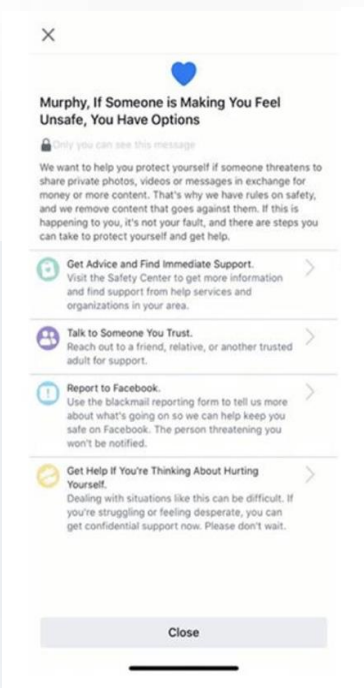 Murphy, If Someone is Making You Feel
Unsafe, You Have Options
Only you can see this message
We want to help you protect yourself if someone threatens to
share private photos, videos or messages in exchange for
money or more content. That's why we have rules on safety,
and we remove content that goes against them. If this is
happening to you, it's not your fault, and there are steps you
can take to protect yourself and get help.
Get Advice and Find Immediate Support.
Visit the Safety Center to get more information
and find support from help services and
organizations in your area.
Talk to Someone You Trust.
Reach out to a friend, relative, or another trusted
adult for support.
Report to Facebook.
Use the blackmail reporting form to tell us more
about what's going on so we can help keep you
safe on Facebook. The person threatening you
won't be notified.
Get Help If You're Thinking About Hurting
Yourself.
Dealing with situations like this can be difficult. If
you're struggling or feeling desperate, you can
get confidential support now. Please don't wait.
Close